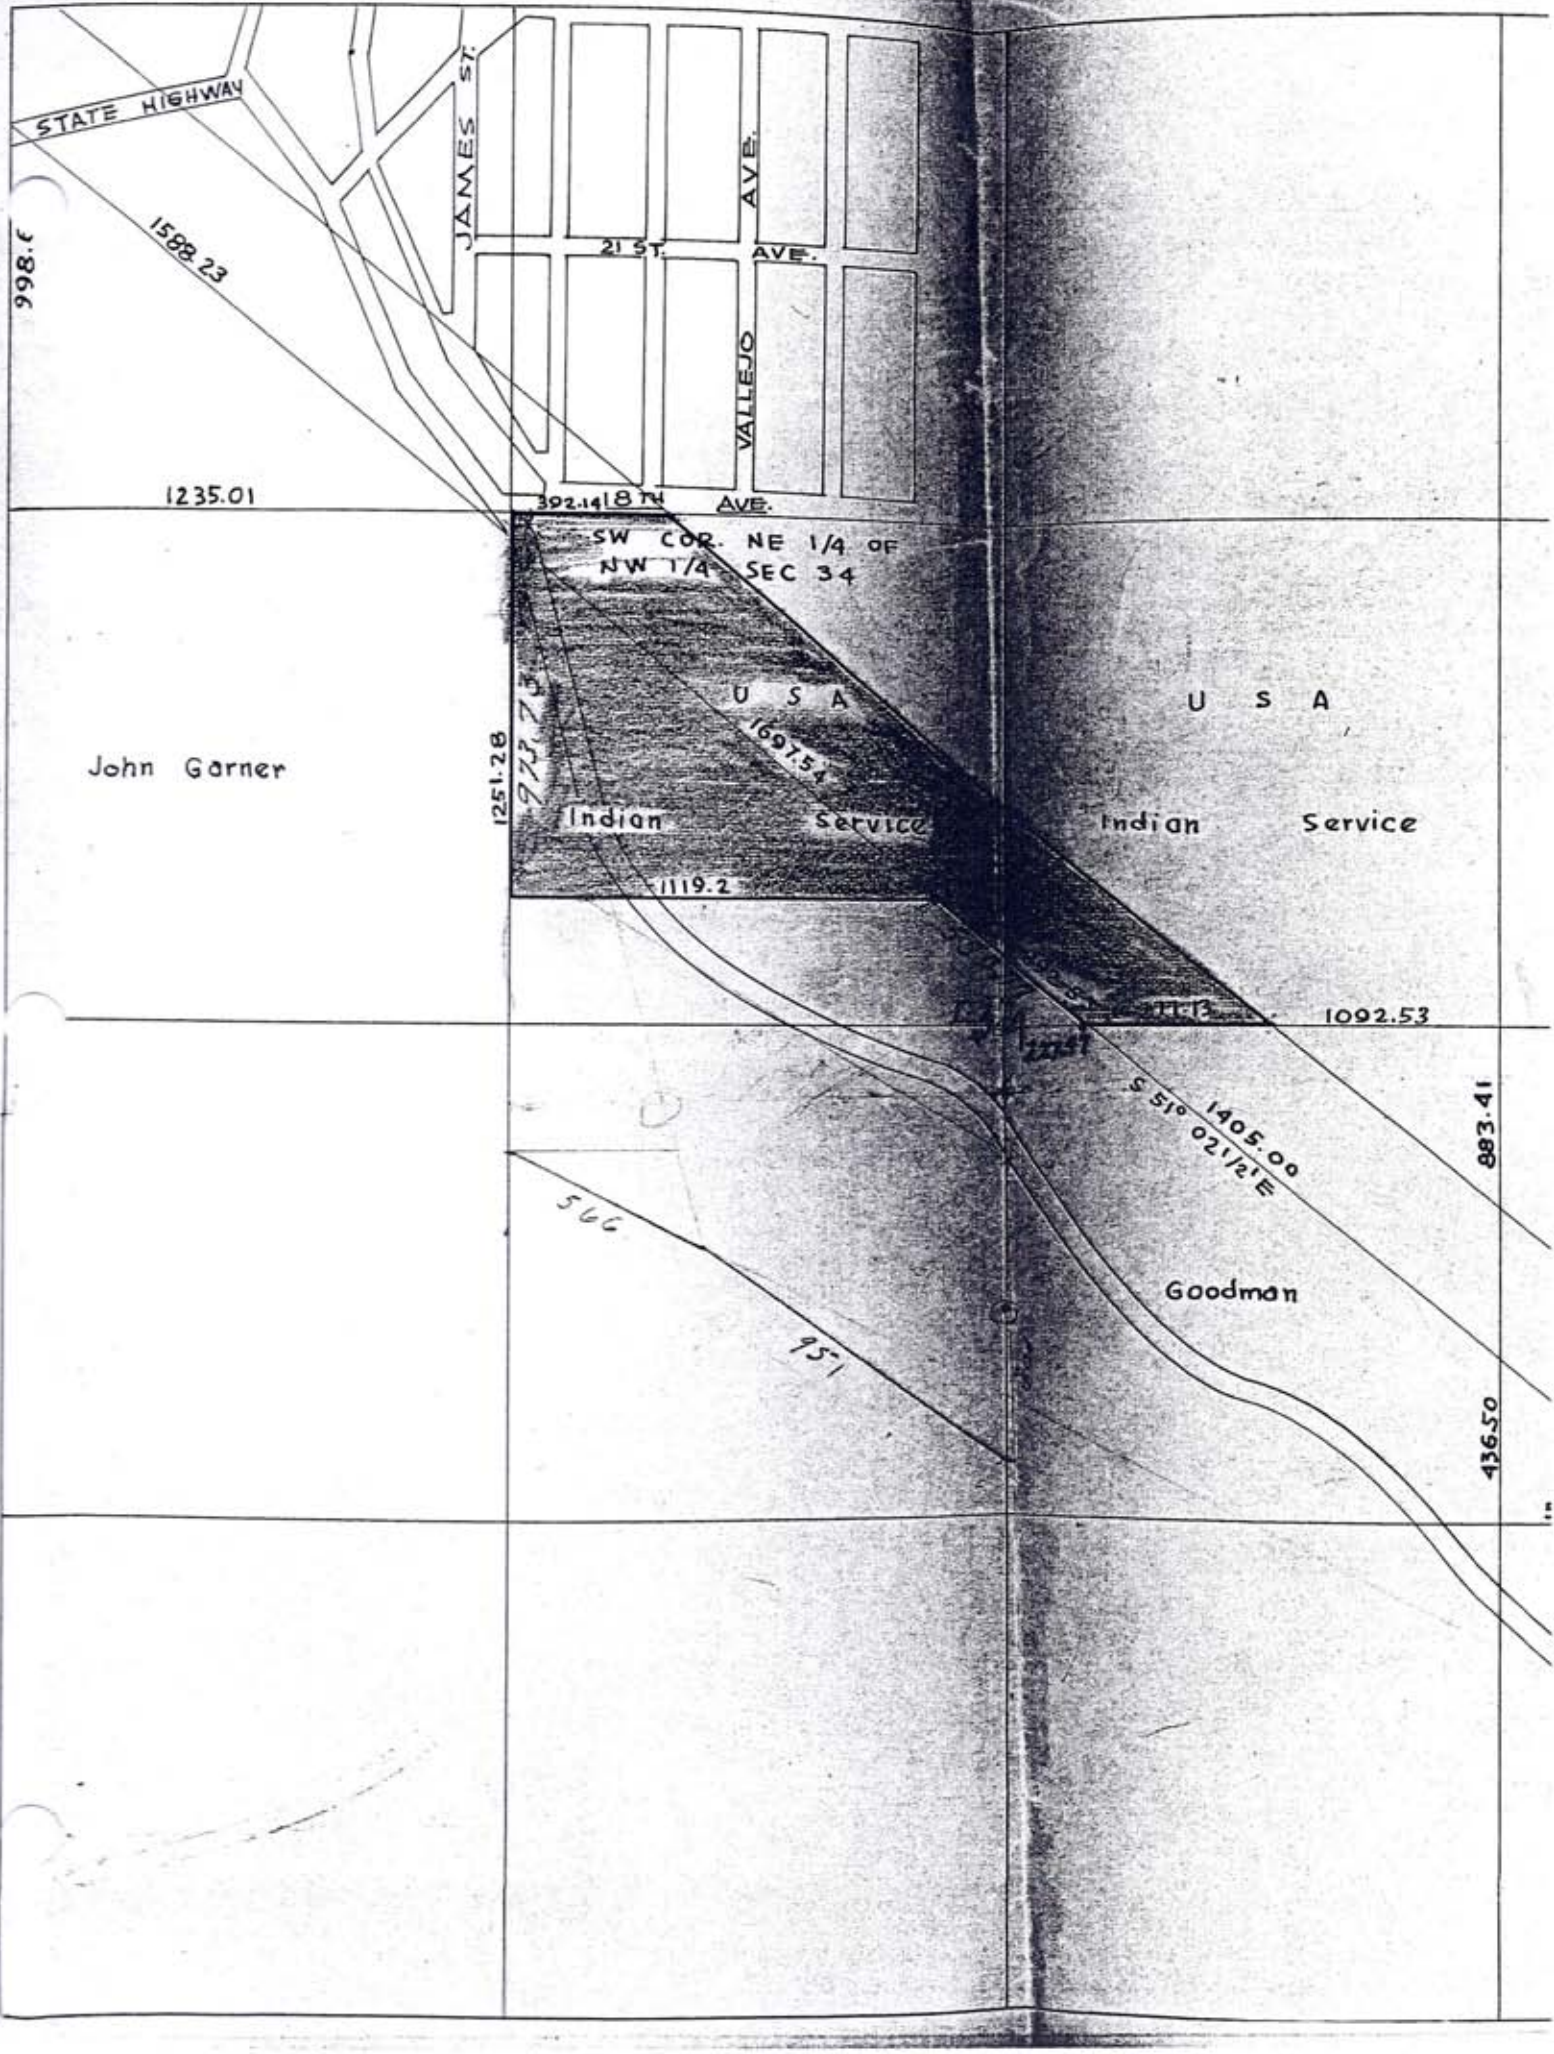 STATE HIGHWAY
JAMES ST.
AVE.
21 ST. AVE.
VALLEJO
1588.23
1235.01
392.14 18 TH AVE.
SW COR. NE 1/4 OF
NW 1/4 SEC 34
U S A
U S A
1697.54
973.73
1251.28
John Garner
Indian Service
Indian Service
1119.2
277.13
1092.53
1405.00
S 51° 02 1/2' E
883.41
566
951
Goodman
436.50